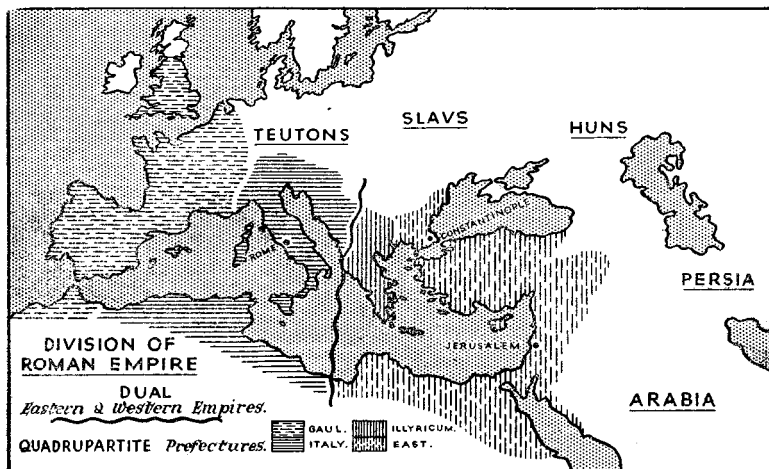 TEUTONS
SLAVS
HUNS
CONSTANTINOPLE
ROME
PERSIA
JERUSALEM
ARABIA
DIVISION OF
ROMAN EMPIRE
DUAL
Eastern & Western Empires.
QUADRUPARTITE Prefectures.
GAUL. ILLYRICUM.
ITALY. EAST.